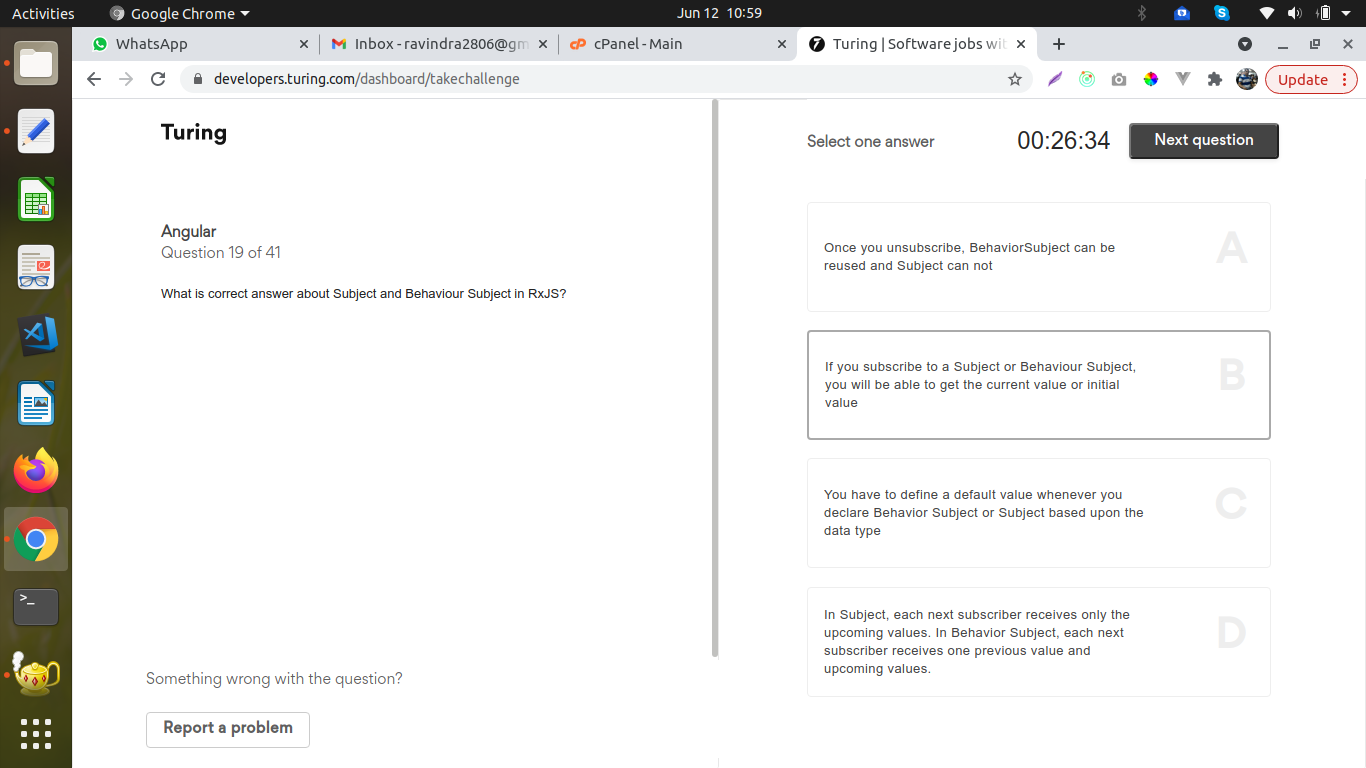 Activities
Google Chrome
Jun 12 10:59
WhatsApp
Inbox - ravindra2806@gm
cPanel - Main
Turing | Software jobs wit
developers.turing.com/dashboard/takechallenge
Update
Turing
Select one answer
00:26:34
Next question
Angular
Question 19 of 41
What is correct answer about Subject and Behaviour Subject in RxJS?
Once you unsubscribe, BehaviorSubject can be
reused and Subject can not
A
If you subscribe to a Subject or Behaviour Subject,
you will be able to get the current value or initial
value
B
You have to define a default value whenever you
declare Behavior Subject or Subject based upon the
data type
C
In Subject, each next subscriber receives only the
upcoming values. In Behavior Subject, each next
subscriber receives one previous value and
upcoming values.
D
Something wrong with the question?
Report a problem